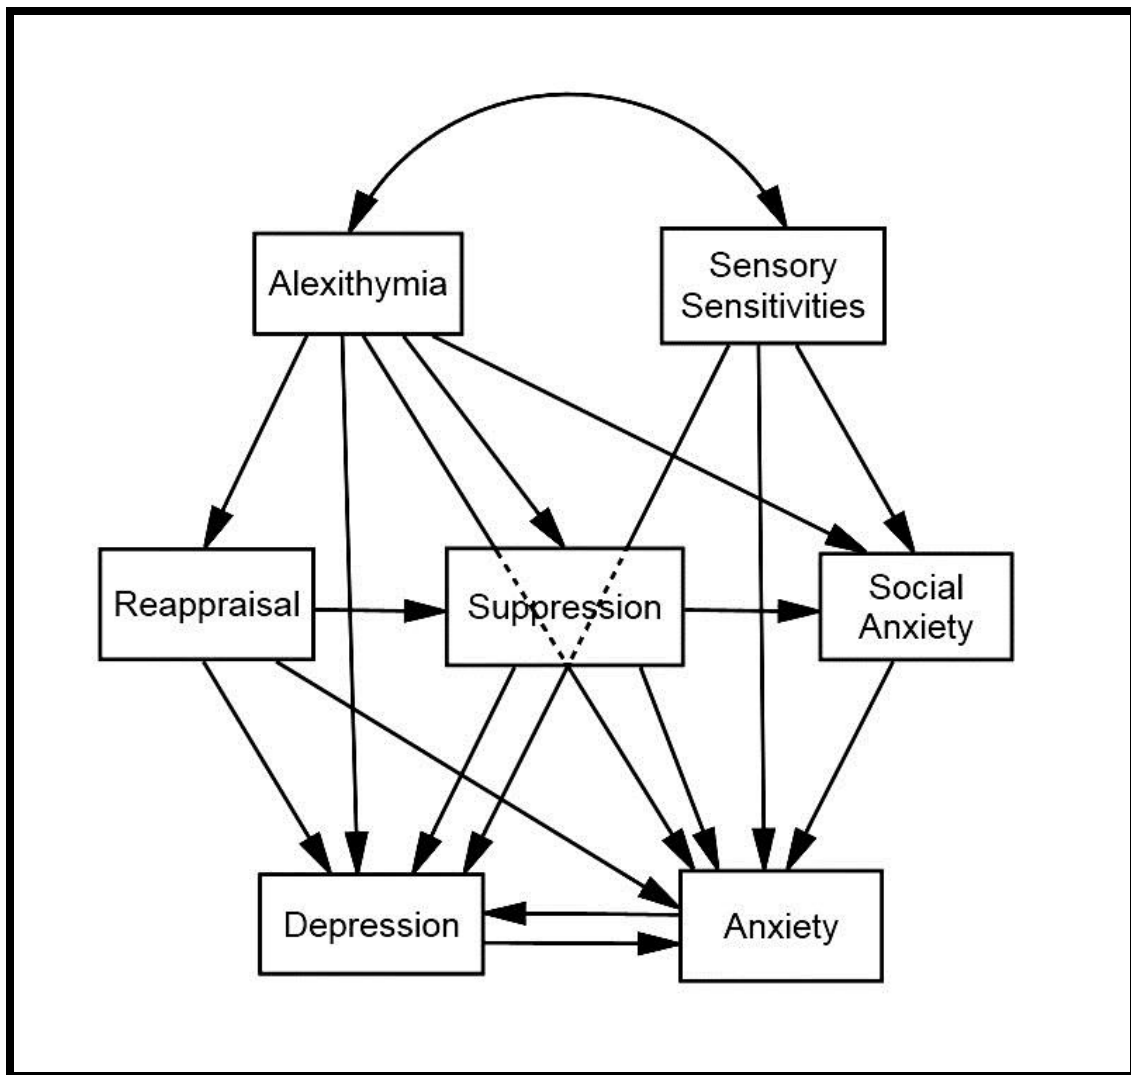 Alexithymia
Sensory
Sensitivities
Reappraisal
Suppression
Social
Anxiety
Depression
Anxiety